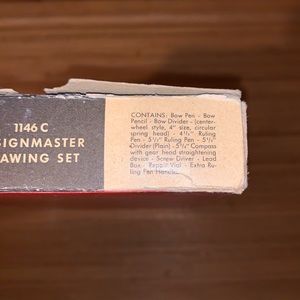 1146 C
SIGNMASTER
AWING SET
CONTAINS: Bow Pen - Bow
Pencil - Bow Divider - (center-
wheel style, 4" size, circular
spring head) - 4½" Ruling
Pen - 5½" Ruling Pen - 5½"
Divider (Plain) - 5½" Compass
with gear head straightening
device - Screw Driver - Lead
Box - Repair Vial - Extra Ru-
ling Pen Handle.